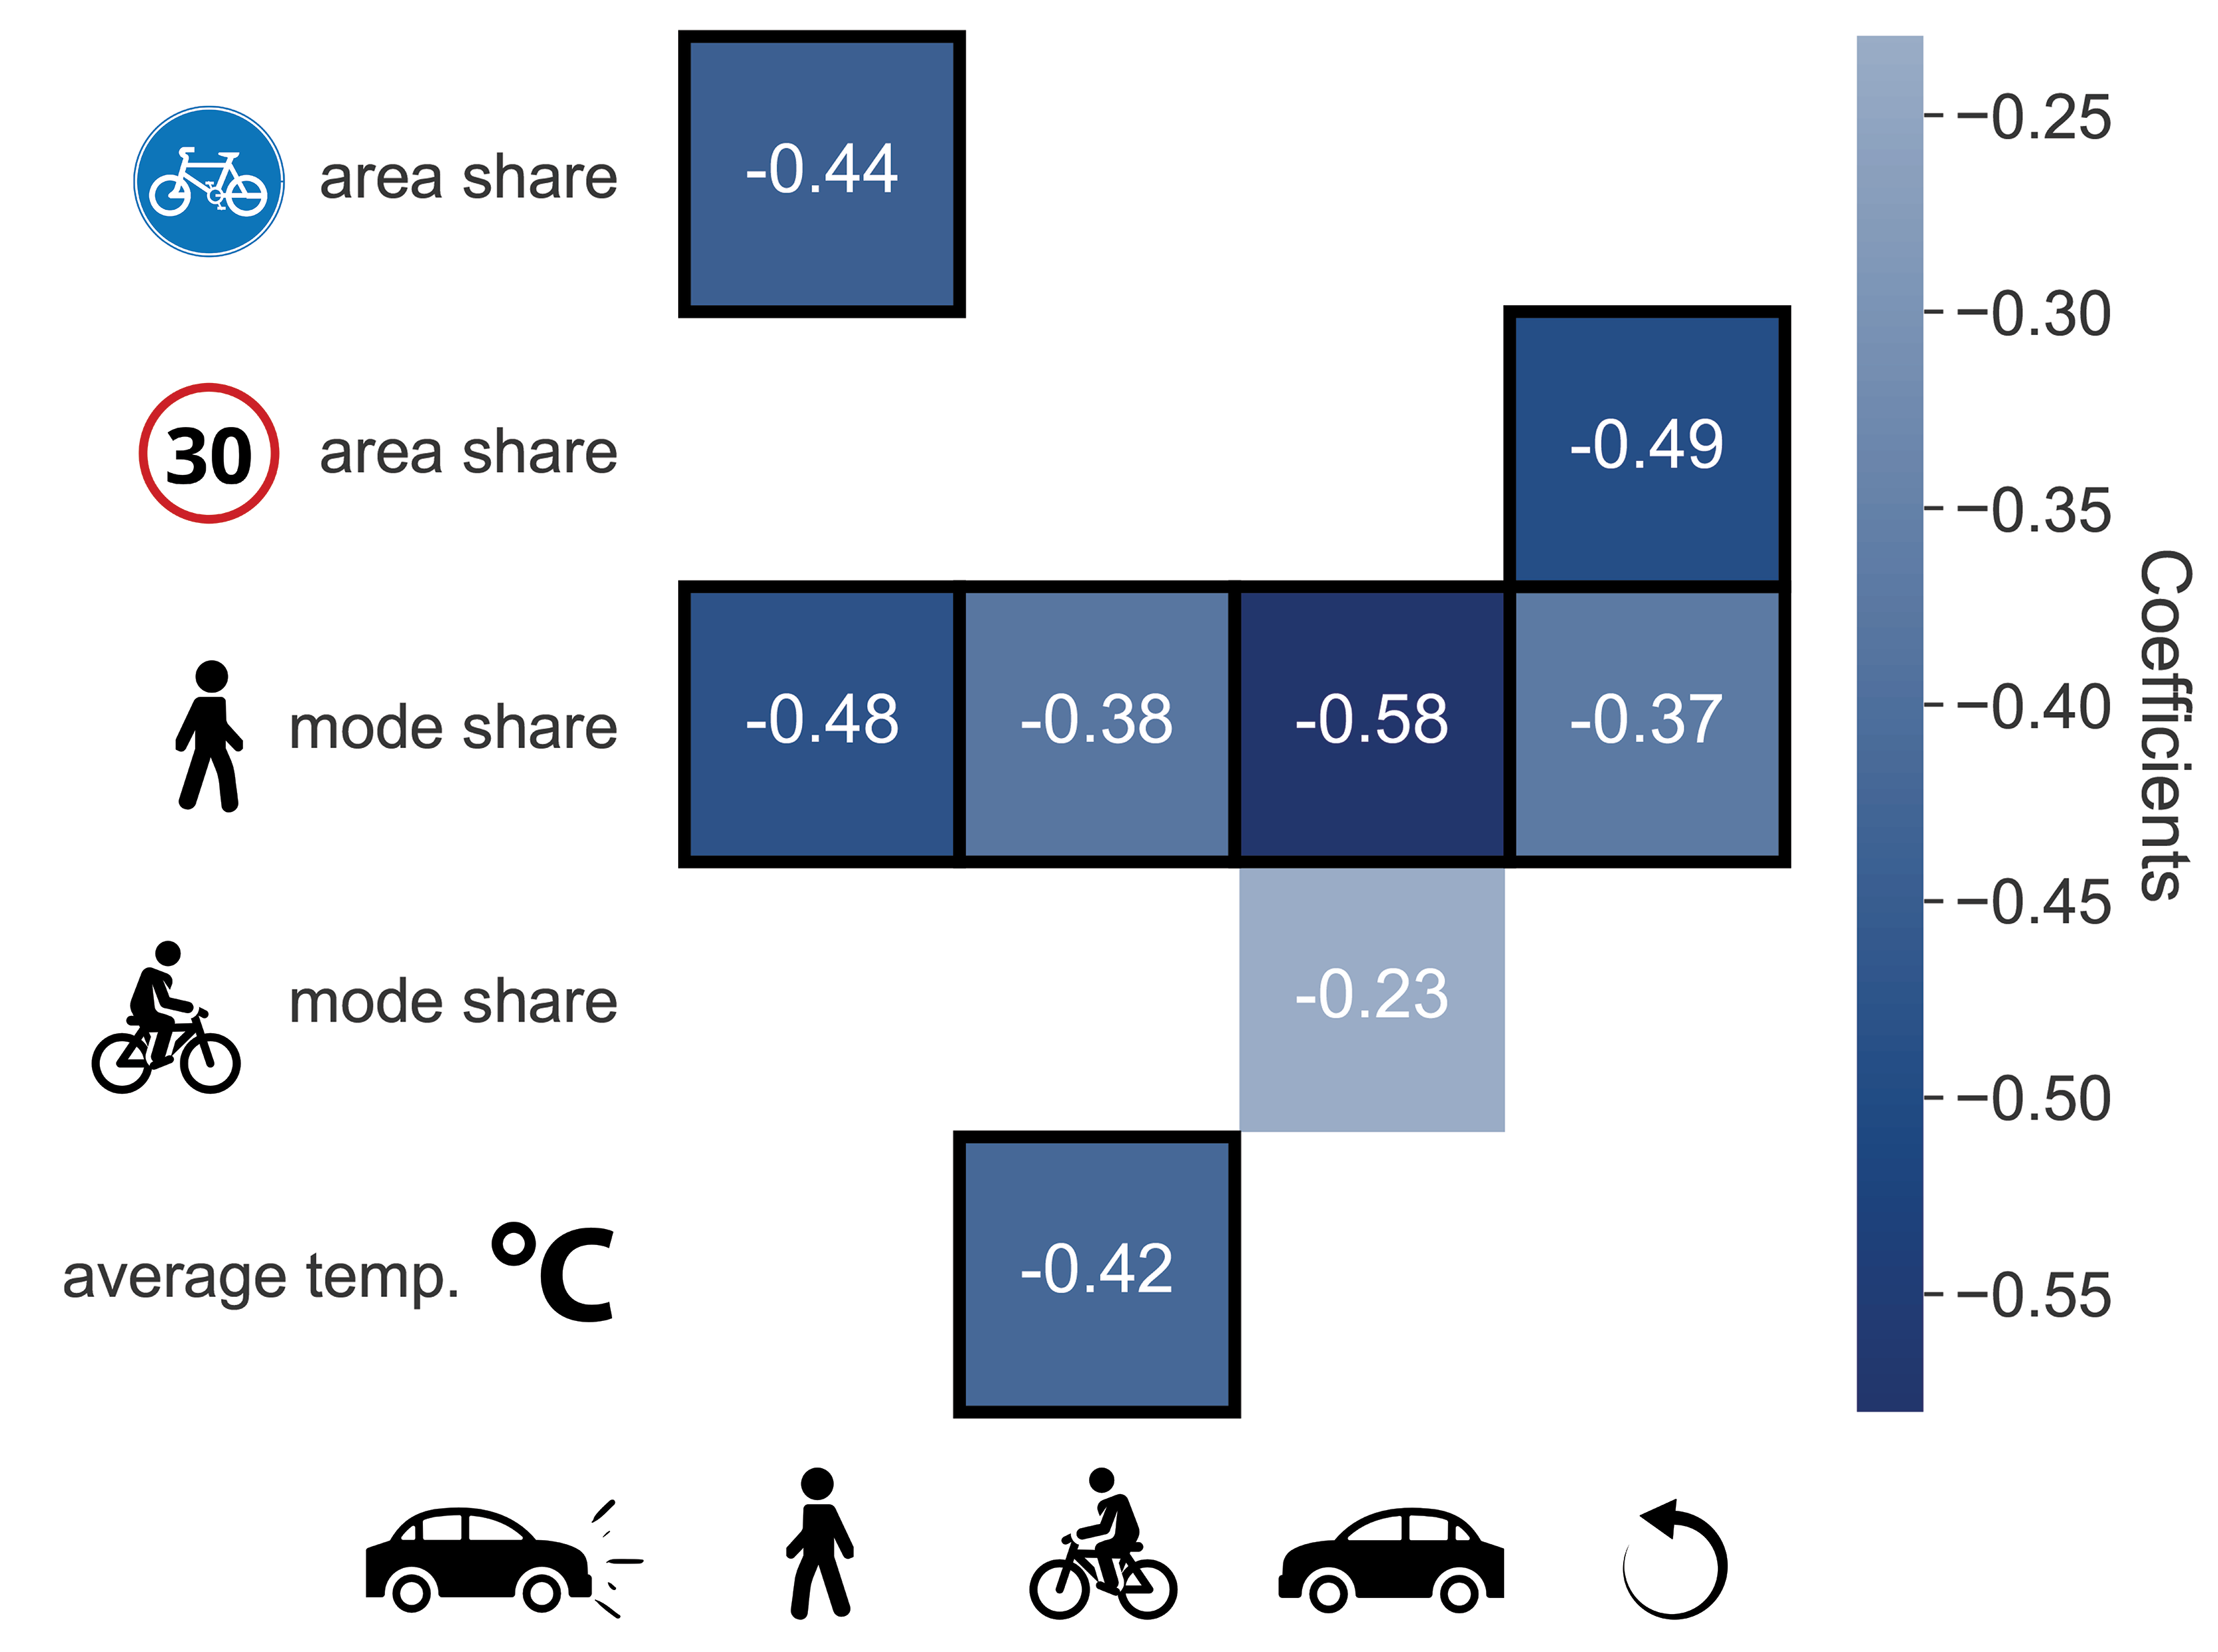 area share
-0.44
−0.25
−0.30
30 area share
-0.49
−0.35
mode share
-0.48
-0.38
-0.58
-0.37
−0.40
Coefficients
−0.45
mode share
-0.23
−0.50
average temp. °C
-0.42
−0.55